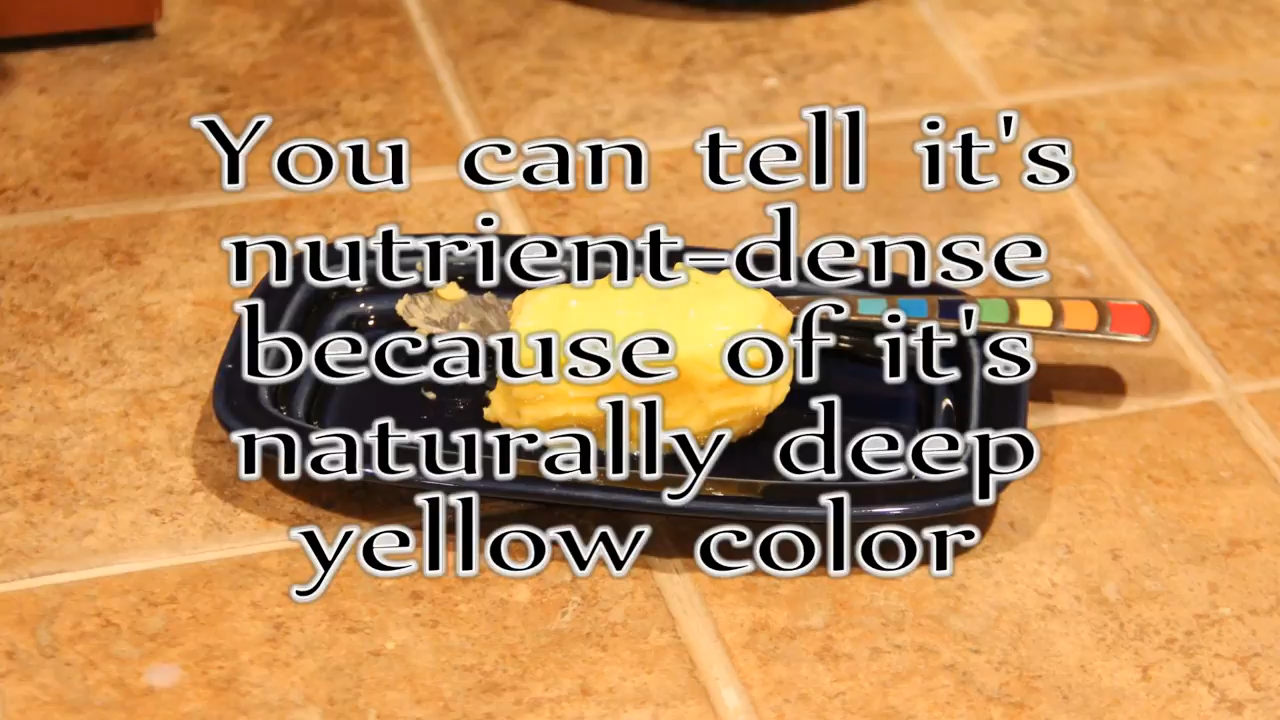 You can tell it's
nutrient-dense
because of it's
naturally deep
yellow color